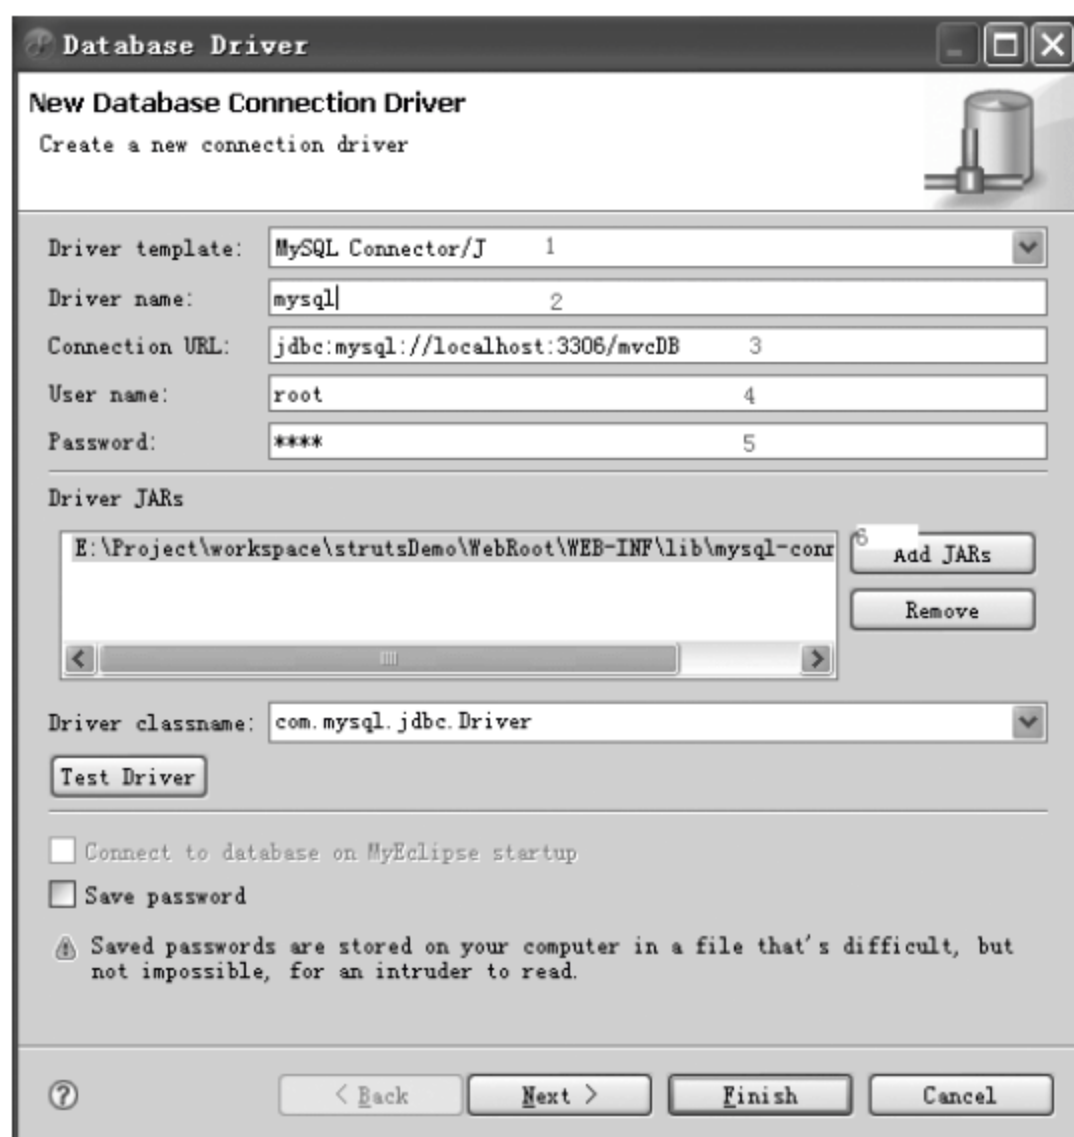 Database Driver
New Database Connection Driver
Create a new connection driver
Driver template: MySQL Connector/J 1
Driver name: mysql 2
Connection URL: jdbc:mysql://localhost:3306/mvcDB 3
User name: root 4
Password: **** 5
Driver JARs
E:\Project\workspace\strutsDemo\WebRoot\WEB-INF\lib\mysql-conr
6 Add JARs
Remove
Driver classname: com.mysql.jdbc.Driver
Test Driver
Connect to database on MyEclipse startup
Save password
Saved passwords are stored on your computer in a file that's difficult, but
not impossible, for an intruder to read.
? < Back Next > Finish Cancel